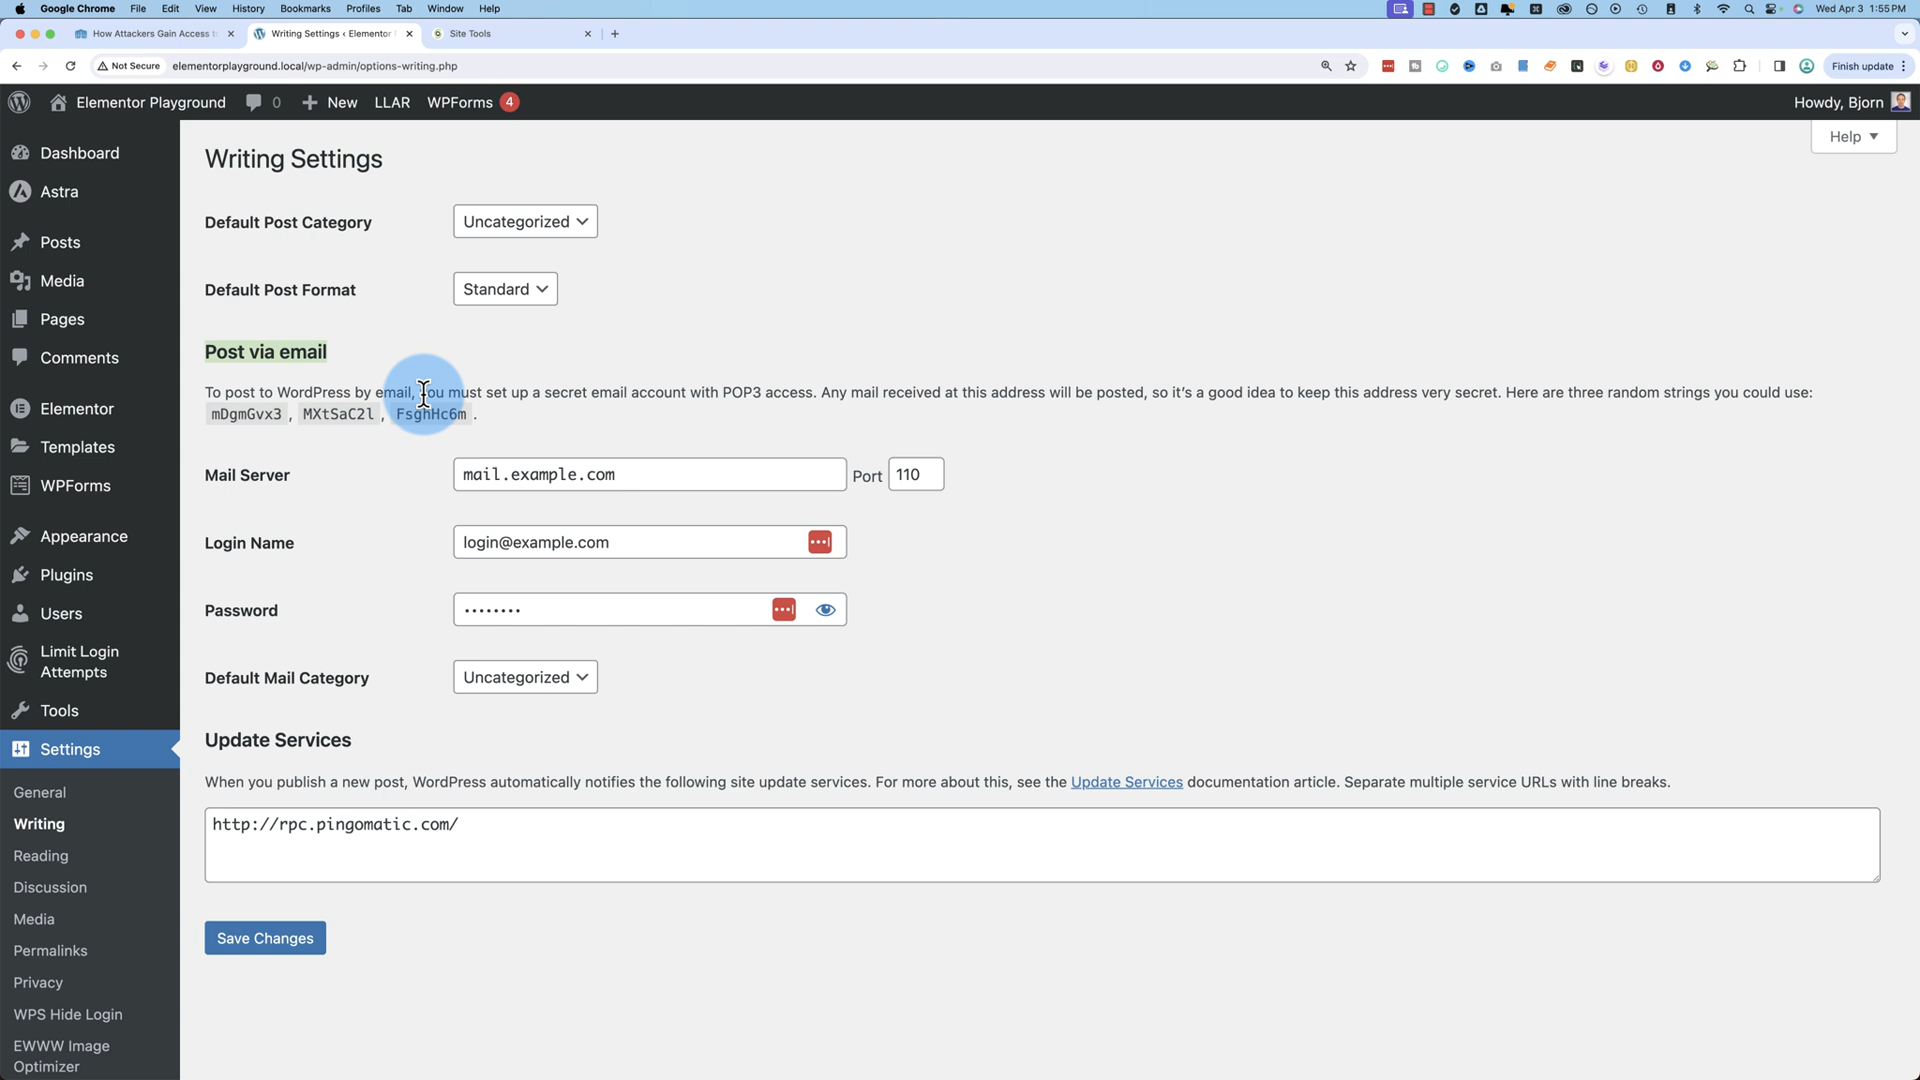 Google Chrome File Edit View History Bookmarks Profiles Tab Window Help Wed Apr 3 1:55 PM
How Attackers Gain Access t Writing Settings ‹ Elementor Site Tools
Not Secure elementorplayground.local/wp-admin/options-writing.php Finish update
Elementor Playground 0 New LLAR WPForms 4 Howdy, Bjorn
Help
Dashboard
Astra
Posts
Media
Pages
Comments
Elementor
Templates
WPForms
Appearance
Plugins
Users
Limit Login
Attempts
Tools
Settings
General
Writing
Reading
Discussion
Media
Permalinks
Privacy
WPS Hide Login
EWWW Image
Optimizer
Writing Settings
Default Post Category Uncategorized
Default Post Format Standard
Post via email
To post to WordPress by email, you must set up a secret email account with POP3 access. Any mail received at this address will be posted, so it's a good idea to keep this address very secret. Here are three random strings you could use:
mDgmGvx3 , MXtSaC2l , FsghHc6m .
Mail Server mail.example.com Port 110
Login Name login@example.com
Password ········
Default Mail Category Uncategorized
Update Services
When you publish a new post, WordPress automatically notifies the following site update services. For more about this, see the Update Services documentation article. Separate multiple service URLs with line breaks.
http://rpc.pingomatic.com/
Save Changes